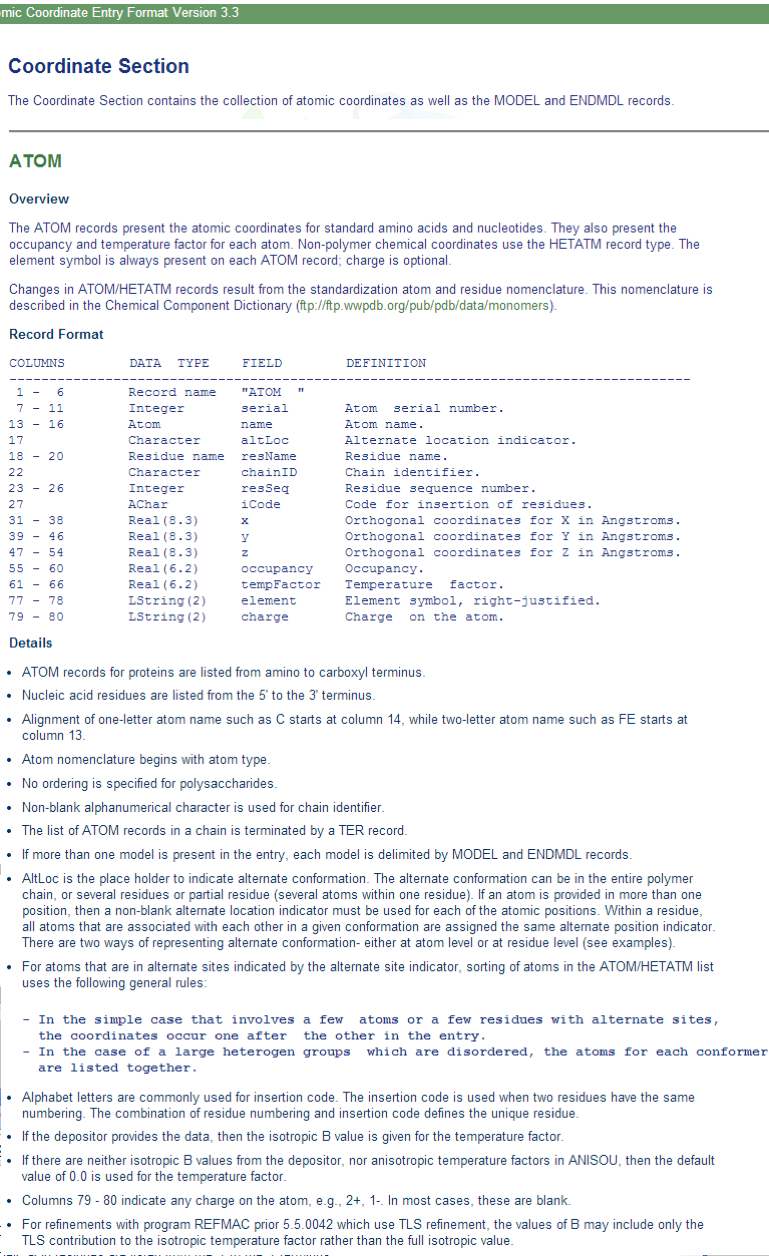 omic Coordinate Entry Format Version 3.3
Coordinate Section
The Coordinate Section contains the collection of atomic coordinates as well as the MODEL and ENDMDL records.
ATOM
Overview
The ATOM records present the atomic coordinates for standard amino acids and nucleotides. They also present the
occupancy and temperature factor for each atom. Non-polymer chemical coordinates use the HETATM record type. The
element symbol is always present on each ATOM record; charge is optional.
Changes in ATOM/HETATM records result from the standardization atom and residue nomenclature. This nomenclature is
described in the Chemical Component Dictionary (ftp://ftp.wwpdb.org/pub/pdb/data/monomers).
Record Format
COLUMNS        DATA  TYPE    FIELD        DEFINITION
-------------------------------------------------------------------------------------
 1 -  6        Record name   "ATOM  "
 7 - 11        Integer       serial       Atom  serial number.
13 - 16        Atom          name         Atom name.
17             Character     altLoc       Alternate location indicator.
18 - 20        Residue name  resName      Residue name.
22             Character     chainID      Chain identifier.
23 - 26        Integer       resSeq       Residue sequence number.
27             AChar         iCode        Code for insertion of residues.
31 - 38        Real(8.3)     x            Orthogonal coordinates for X in Angstroms.
39 - 46        Real(8.3)     y            Orthogonal coordinates for Y in Angstroms.
47 - 54        Real(8.3)     z            Orthogonal coordinates for Z in Angstroms.
55 - 60        Real(6.2)     occupancy    Occupancy.
61 - 66        Real(6.2)     tempFactor   Temperature  factor.
77 - 78        LString(2)    element      Element symbol, right-justified.
79 - 80        LString(2)    charge       Charge  on the atom.
Details
• ATOM records for proteins are listed from amino to carboxyl terminus.
• Nucleic acid residues are listed from the 5' to the 3' terminus.
• Alignment of one-letter atom name such as C starts at column 14, while two-letter atom name such as FE starts at
column 13.
• Atom nomenclature begins with atom type.
• No ordering is specified for polysaccharides.
• Non-blank alphanumerical character is used for chain identifier.
• The list of ATOM records in a chain is terminated by a TER record.
• If more than one model is present in the entry, each model is delimited by MODEL and ENDMDL records.
• AltLoc is the place holder to indicate alternate conformation. The alternate conformation can be in the entire polymer
chain, or several residues or partial residue (several atoms within one residue). If an atom is provided in more than one
position, then a non-blank alternate location indicator must be used for each of the atomic positions. Within a residue,
all atoms that are associated with each other in a given conformation are assigned the same alternate position indicator.
There are two ways of representing alternate conformation- either at atom level or at residue level (see examples).
• For atoms that are in alternate sites indicated by the alternate site indicator, sorting of atoms in the ATOM/HETATM list
uses the following general rules:
- In the simple case that involves a few  atoms or a few residues with alternate sites,
the coordinates occur one after  the other in the entry.
- In the case of a large heterogen groups  which are disordered, the atoms for each conformer
are listed together.
• Alphabet letters are commonly used for insertion code. The insertion code is used when two residues have the same
numbering. The combination of residue numbering and insertion code defines the unique residue.
• If the depositor provides the data, then the isotropic B value is given for the temperature factor.
• If there are neither isotropic B values from the depositor, nor anisotropic temperature factors in ANISOU, then the default
value of 0.0 is used for the temperature factor.
• Columns 79 - 80 indicate any charge on the atom, e.g., 2+, 1-. In most cases, these are blank.
• For refinements with program REFMAC prior 5.5.0042 which use TLS refinement, the values of B may include only the
TLS contribution to the isotropic temperature factor rather than the full isotropic value.